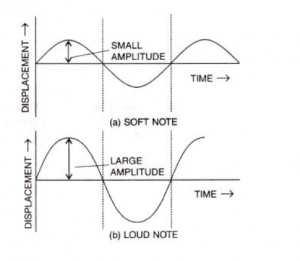 DISPLACEMENT →
SMALL
AMPLITUDE
TIME →
(a) SOFT NOTE
DISPLACEMENT →
LARGE
AMPLITUDE
TIME →
(b) LOUD NOTE